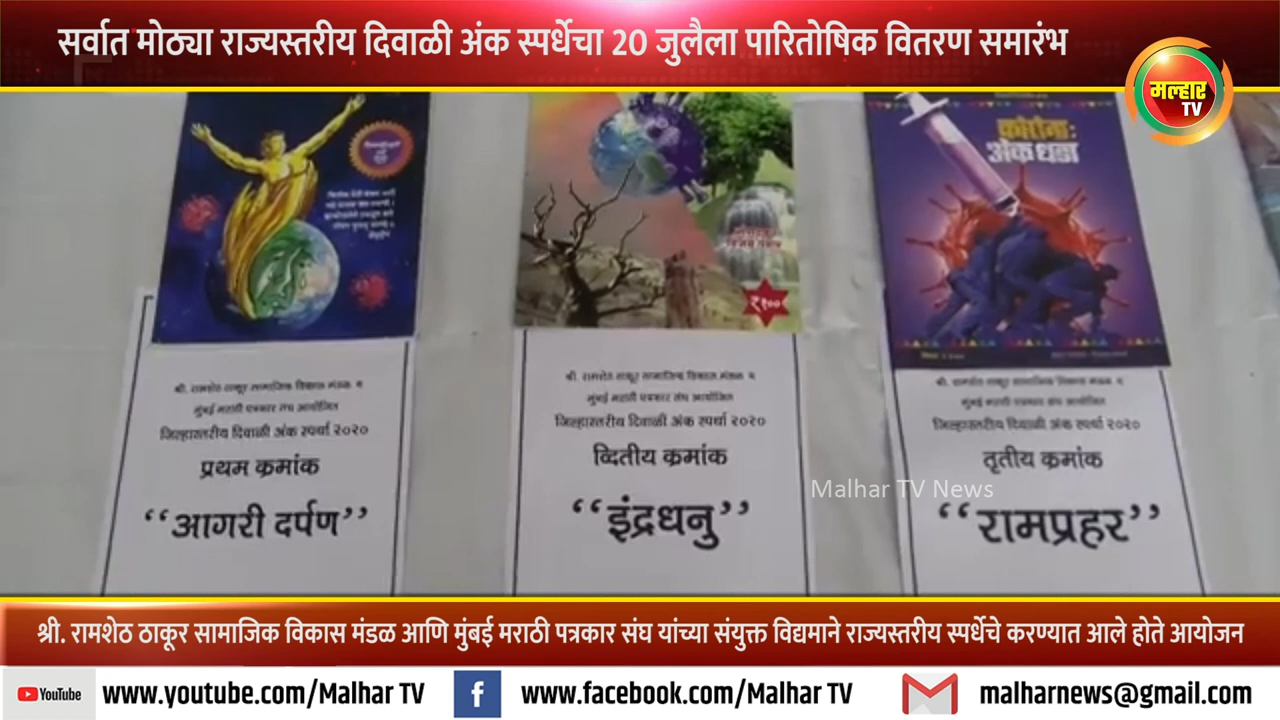 सर्वात मोठ्या राज्यस्तरीय दिवाळी अंक स्पर्धेचा 20 जुलैला पारितोषिक वितरण समारंभ
मल्हार
TV
कोरोना:
अंकधडा
₹१००
श्री. रामशेठ ठाकूर सामाजिक विकास मंडळ व
मुंबई मराठी पत्रकार संघ आयोजित
जिल्हास्तरीय दिवाळी अंक स्पर्धा २०२०
प्रथम क्रमांक
“आगरी दर्पण”
श्री. रामशेठ ठाकूर सामाजिक विकास मंडळ व
मुंबई मराठी पत्रकार संघ आयोजित
जिल्हास्तरीय दिवाळी अंक स्पर्धा २०२०
व्दितीय क्रमांक
“इंद्रधनु”
श्री. रामशेठ ठाकूर सामाजिक विकास मंडळ व
मुंबई मराठी पत्रकार संघ आयोजित
जिल्हास्तरीय दिवाळी अंक स्पर्धा २०२०
तृतीय क्रमांक
“रामप्रहर”
Malhar TV News
श्री. रामशेठ ठाकूर सामाजिक विकास मंडळ आणि मुंबई मराठी पत्रकार संघ यांच्या संयुक्त विद्यमाने राज्यस्तरीय स्पर्धेचे करण्यात आले होते आयोजन
YouTube www.youtube.com/Malhar TV www.facebook.com/Malhar TV malharnews@gmail.com